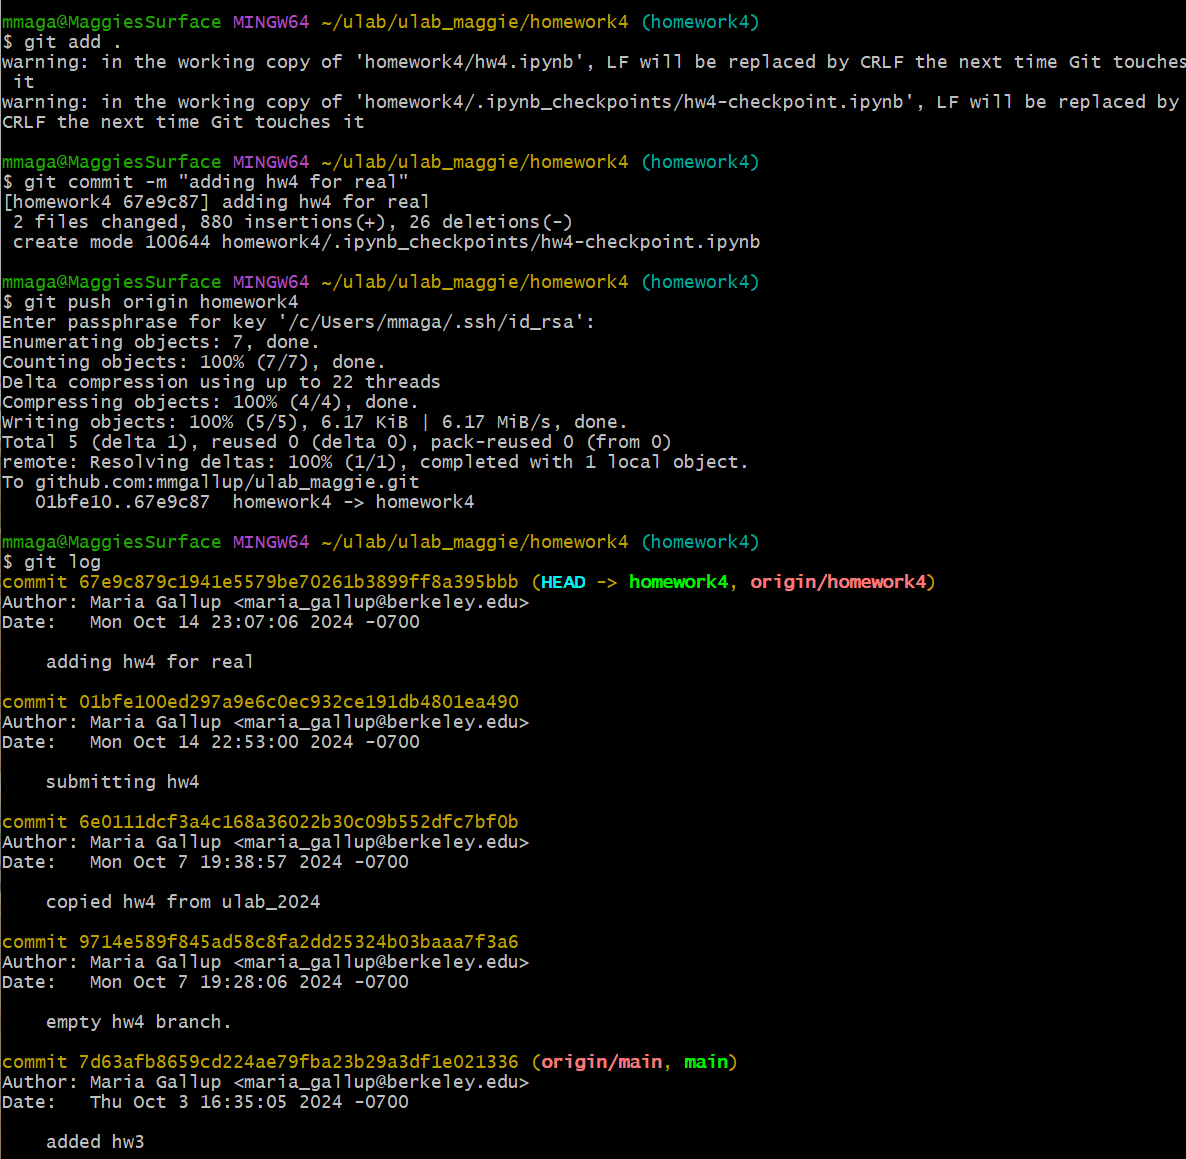 mmaga@MaggiesSurface MINGW64 ~/ulab/ulab_maggie/homework4 (homework4)
$ git add .
warning: in the working copy of 'homework4/hw4.ipynb', LF will be replaced by CRLF the next time Git touches
 it
warning: in the working copy of 'homework4/.ipynb_checkpoints/hw4-checkpoint.ipynb', LF will be replaced by
CRLF the next time Git touches it
mmaga@MaggiesSurface MINGW64 ~/ulab/ulab_maggie/homework4 (homework4)
$ git commit -m "adding hw4 for real"
[homework4 67e9c87] adding hw4 for real
 2 files changed, 880 insertions(+), 26 deletions(-)
 create mode 100644 homework4/.ipynb_checkpoints/hw4-checkpoint.ipynb
mmaga@MaggiesSurface MINGW64 ~/ulab/ulab_maggie/homework4 (homework4)
$ git push origin homework4
Enter passphrase for key '/c/Users/mmaga/.ssh/id_rsa':
Enumerating objects: 7, done.
Counting objects: 100% (7/7), done.
Delta compression using up to 22 threads
Compressing objects: 100% (4/4), done.
Writing objects: 100% (5/5), 6.17 KiB | 6.17 MiB/s, done.
Total 5 (delta 1), reused 0 (delta 0), pack-reused 0 (from 0)
remote: Resolving deltas: 100% (1/1), completed with 1 local object.
To github.com:mmgallup/ulab_maggie.git
   01bfe10..67e9c87  homework4 -> homework4
mmaga@MaggiesSurface MINGW64 ~/ulab/ulab_maggie/homework4 (homework4)
$ git log
commit 67e9c879c1941e5579be70261b3899ff8a395bbb (HEAD -> homework4, origin/homework4)
Author: Maria Gallup <maria_gallup@berkeley.edu>
Date:   Mon Oct 14 23:07:06 2024 -0700
    adding hw4 for real
commit 01bfe100ed297a9e6c0ec932ce191db4801ea490
Author: Maria Gallup <maria_gallup@berkeley.edu>
Date:   Mon Oct 14 22:53:00 2024 -0700
    submitting hw4
commit 6e0111dcf3a4c168a36022b30c09b552dfc7bf0b
Author: Maria Gallup <maria_gallup@berkeley.edu>
Date:   Mon Oct 7 19:38:57 2024 -0700
    copied hw4 from ulab_2024
commit 9714e589f845ad58c8fa2dd25324b03baaa7f3a6
Author: Maria Gallup <maria_gallup@berkeley.edu>
Date:   Mon Oct 7 19:28:06 2024 -0700
    empty hw4 branch.
commit 7d63afb8659cd224ae79fba23b29a3df1e021336 (origin/main, main)
Author: Maria Gallup <maria_gallup@berkeley.edu>
Date:   Thu Oct 3 16:35:05 2024 -0700
    added hw3